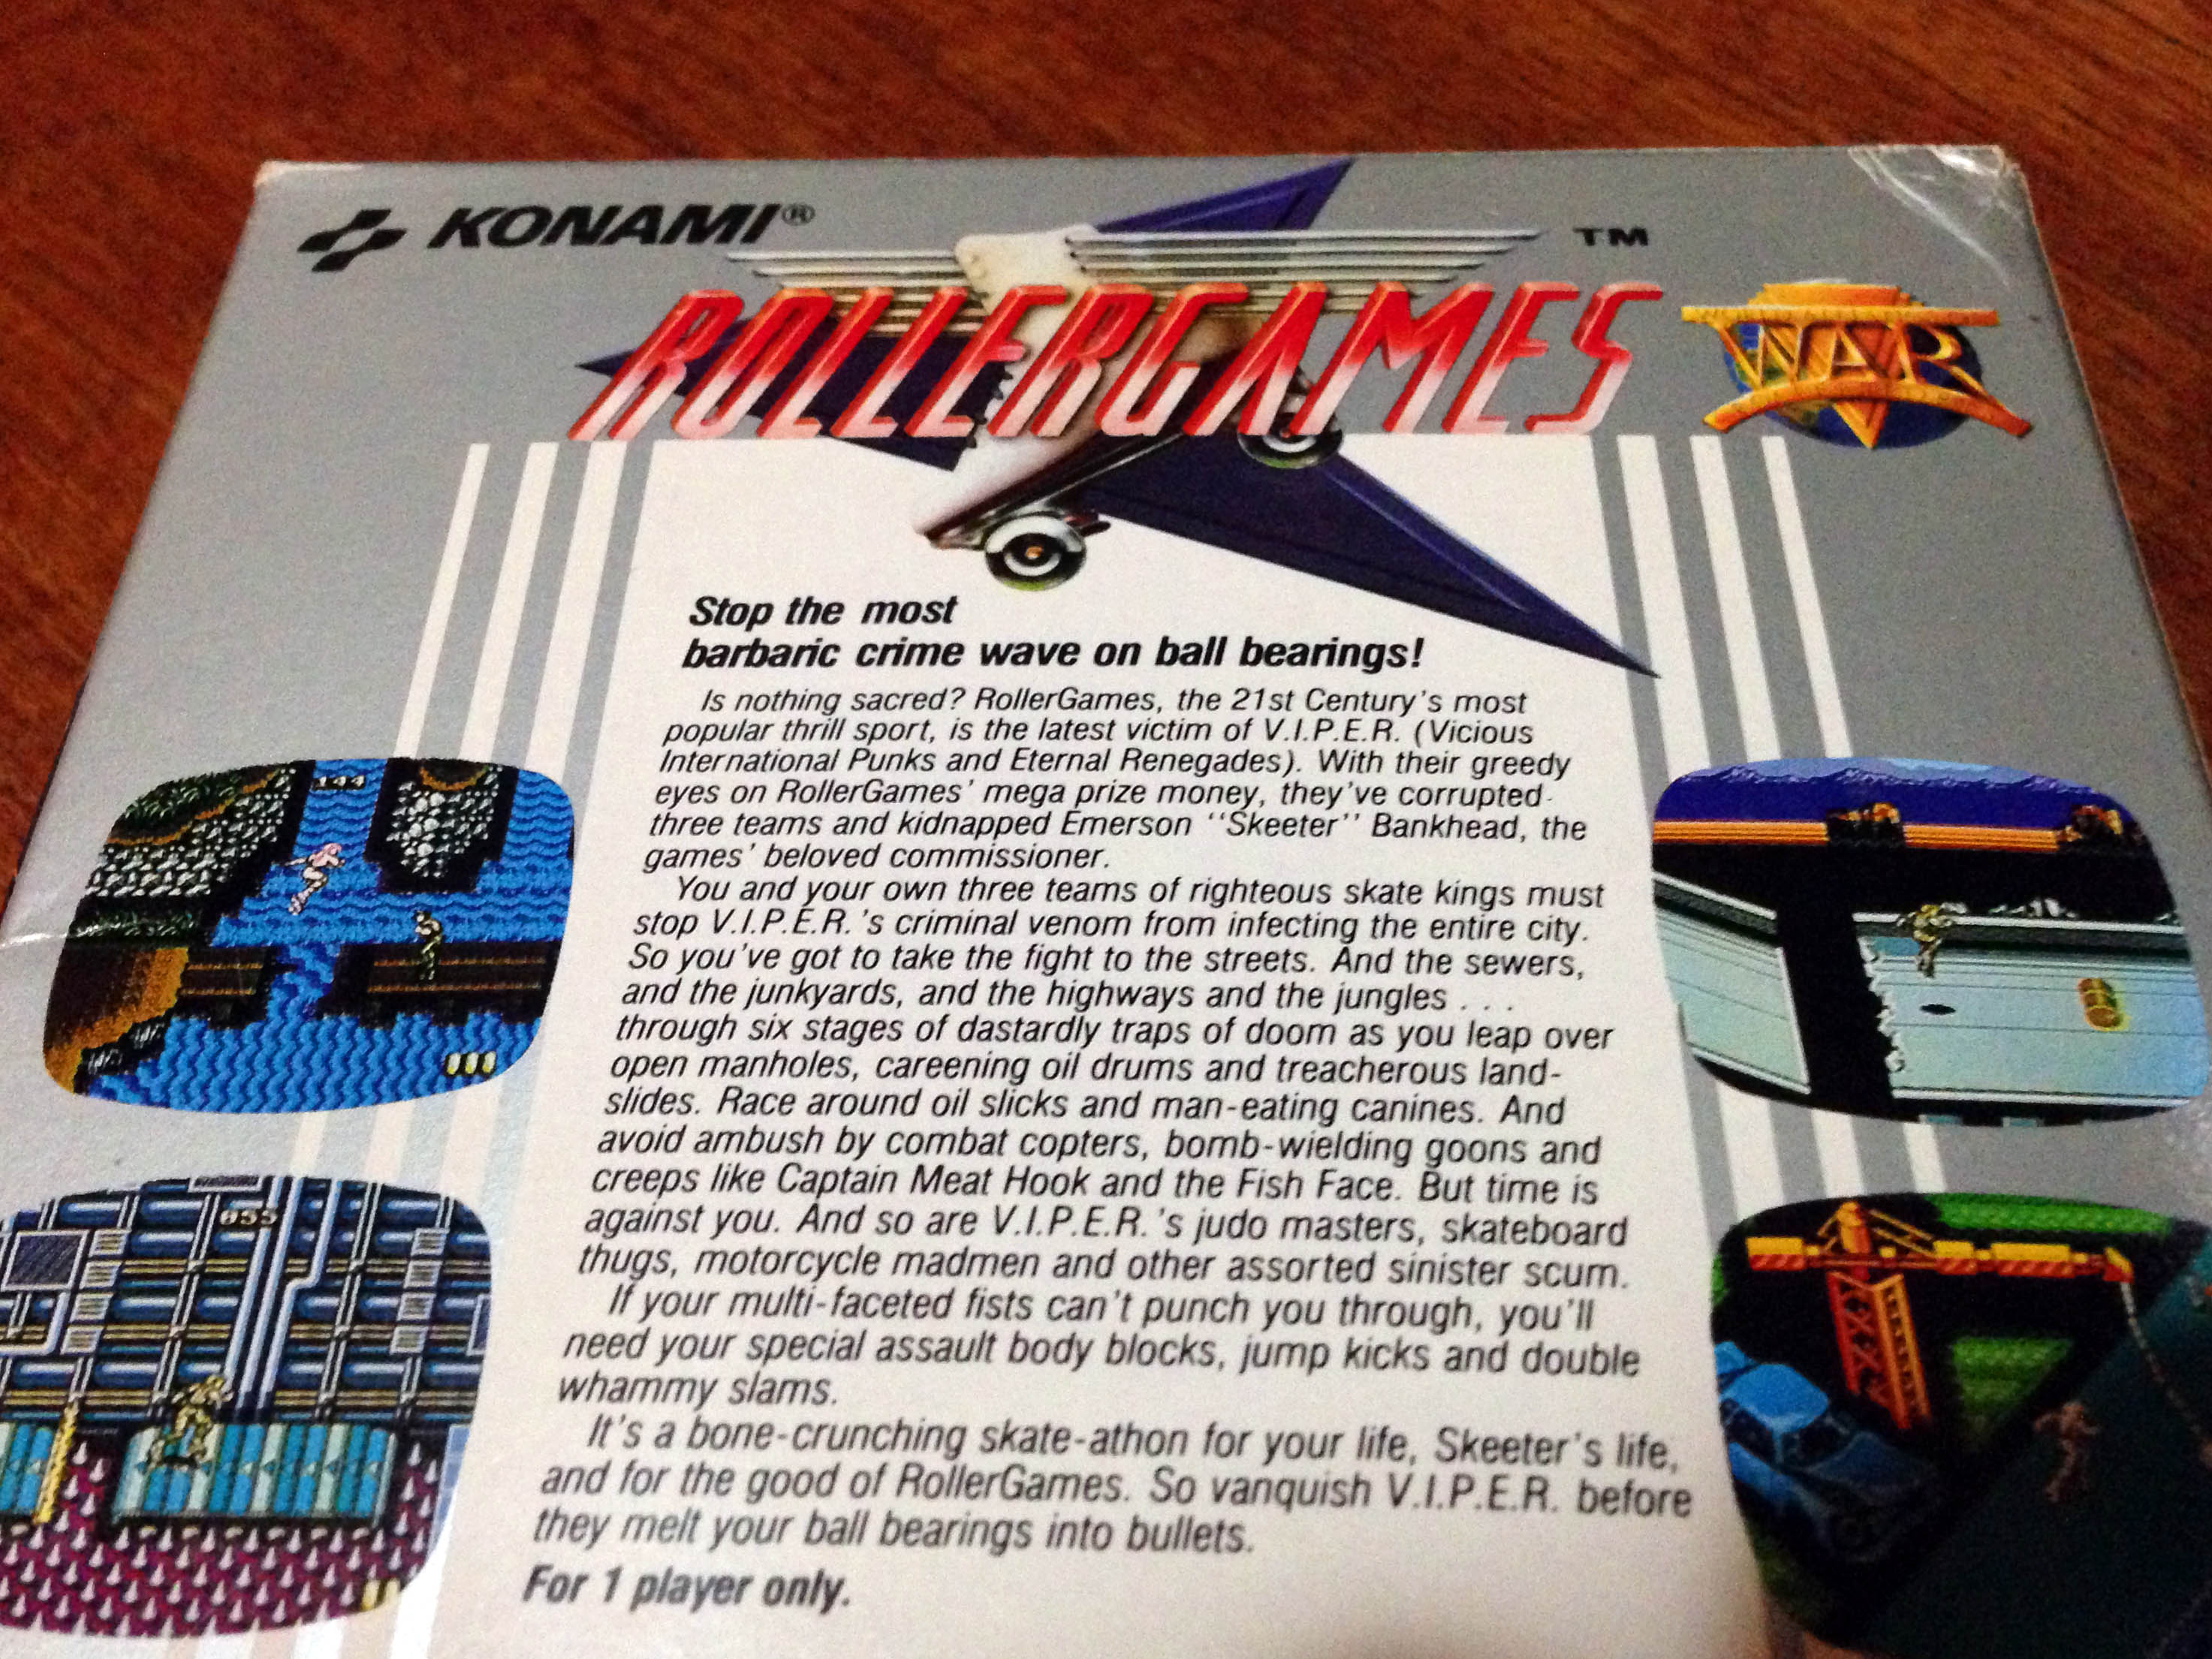 KONAMI®
TM
ROLLERGAMES
WAR
Stop the most
barbaric crime wave on ball bearings!
Is nothing sacred? RollerGames, the 21st Century's most
popular thrill sport, is the latest victim of V.I.P.E.R. (Vicious
International Punks and Eternal Renegades). With their greedy
eyes on RollerGames' mega prize money, they've corrupted
three teams and kidnapped Emerson "Skeeter" Bankhead, the
games' beloved commissioner.
You and your own three teams of righteous skate kings must
stop V.I.P.E.R.'s criminal venom from infecting the entire city.
So you've got to take the fight to the streets. And the sewers,
and the junkyards, and the highways and the jungles . . .
through six stages of dastardly traps of doom as you leap over
open manholes, careening oil drums and treacherous land-
slides. Race around oil slicks and man-eating canines. And
avoid ambush by combat copters, bomb-wielding goons and
creeps like Captain Meat Hook and the Fish Face. But time is
against you. And so are V.I.P.E.R.'s judo masters, skateboard
thugs, motorcycle madmen and other assorted sinister scum.
If your multi-faceted fists can't punch you through, you'll
need your special assault body blocks, jump kicks and double
whammy slams.
It's a bone-crunching skate-athon for your life, Skeeter's life,
and for the good of RollerGames. So vanquish V.I.P.E.R. before
they melt your ball bearings into bullets.
For 1 player only.
144
055